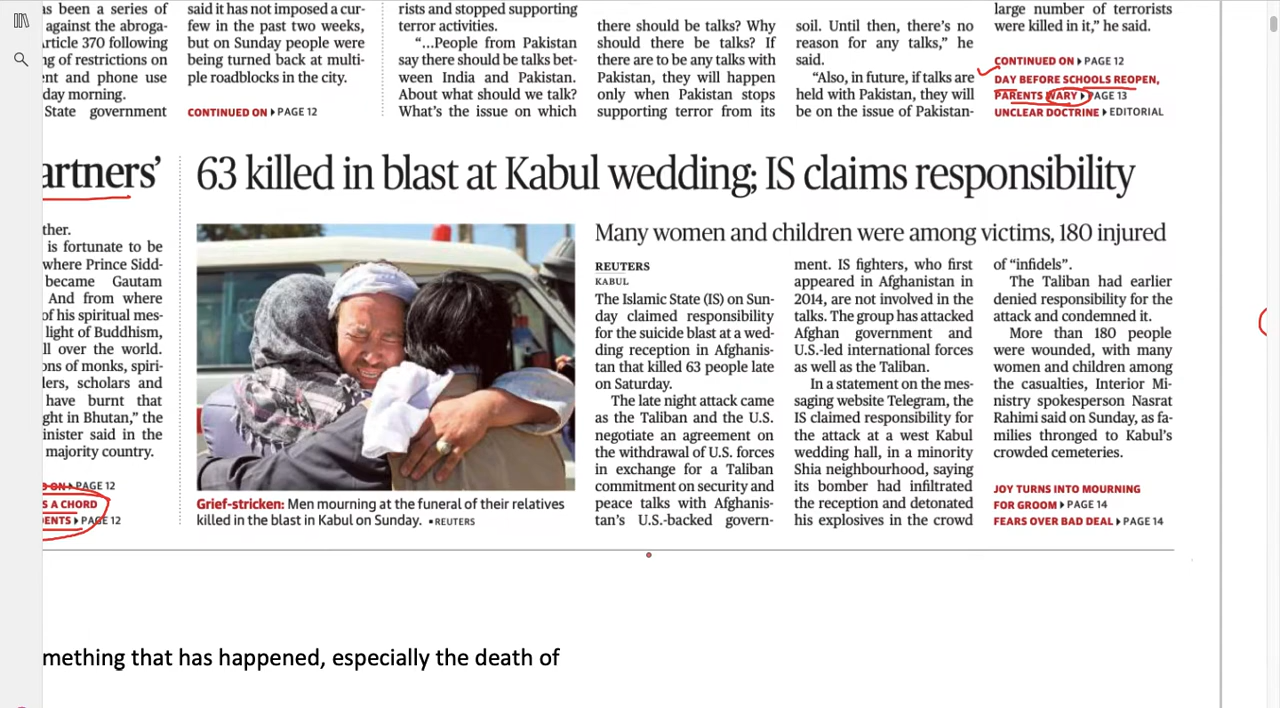 as been a series of
against the abroga-
rticle 370 following
ng of restrictions on
nt and phone use
day morning.
State government
said it has not imposed a cur-
few in the past two weeks,
but on Sunday people were
being turned back at multi-
ple roadblocks in the city.
CONTINUED ON ▸ PAGE 12
rists and stopped supporting
terror activities.
“...People from Pakistan
say there should be talks bet-
ween India and Pakistan.
About what should we talk?
What’s the issue on which
there should be talks? Why
should there be talks? If
there are to be any talks with
Pakistan, they will happen
only when Pakistan stops
supporting terror from its
soil. Until then, there’s no
reason for any talks,” he
said.
“Also, in future, if talks are
held with Pakistan, they will
be on the issue of Pakistan-
large number of terrorists
were killed in it,” he said.
CONTINUED ON ▸ PAGE 12
DAY BEFORE SCHOOLS REOPEN,
PARENTS WARY ▸ PAGE 13
UNCLEAR DOCTRINE ▸ EDITORIAL
artners’
ther.
is fortunate to be
where Prince Sidd-
became Gautam
And from where
of his spiritual mes-
light of Buddhism,
ll over the world.
ons of monks, spiri-
ders, scholars and
have burnt that
ght in Bhutan,” the
inister said in the
majority country.
D ON ▸ PAGE 12
S A CHORD
ENTS ▸ PAGE 12
63 killed in blast at Kabul wedding; IS claims responsibility
Grief-stricken: Men mourning at the funeral of their relatives
killed in the blast in Kabul on Sunday. ▪ REUTERS
Many women and children were among victims, 180 injured
REUTERS
KABUL
The Islamic State (IS) on Sun-
day claimed responsibility
for the suicide blast at a wed-
ding reception in Afghanis-
tan that killed 63 people late
on Saturday.
The late night attack came
as the Taliban and the U.S.
negotiate an agreement on
the withdrawal of U.S. forces
in exchange for a Taliban
commitment on security and
peace talks with Afghanis-
tan’s U.S.-backed govern-
ment. IS fighters, who first
appeared in Afghanistan in
2014, are not involved in the
talks. The group has attacked
Afghan government and
U.S.-led international forces
as well as the Taliban.
In a statement on the mes-
saging website Telegram, the
IS claimed responsibility for
the attack at a west Kabul
wedding hall, in a minority
Shia neighbourhood, saying
its bomber had infiltrated
the reception and detonated
his explosives in the crowd
of “infidels”.
The Taliban had earlier
denied responsibility for the
attack and condemned it.
More than 180 people
were wounded, with many
women and children among
the casualties, Interior Mi-
nistry spokesperson Nasrat
Rahimi said on Sunday, as fa-
milies thronged to Kabul’s
crowded cemeteries.
JOY TURNS INTO MOURNING
FOR GROOM ▸ PAGE 14
FEARS OVER BAD DEAL ▸ PAGE 14
mething that has happened, especially the death of